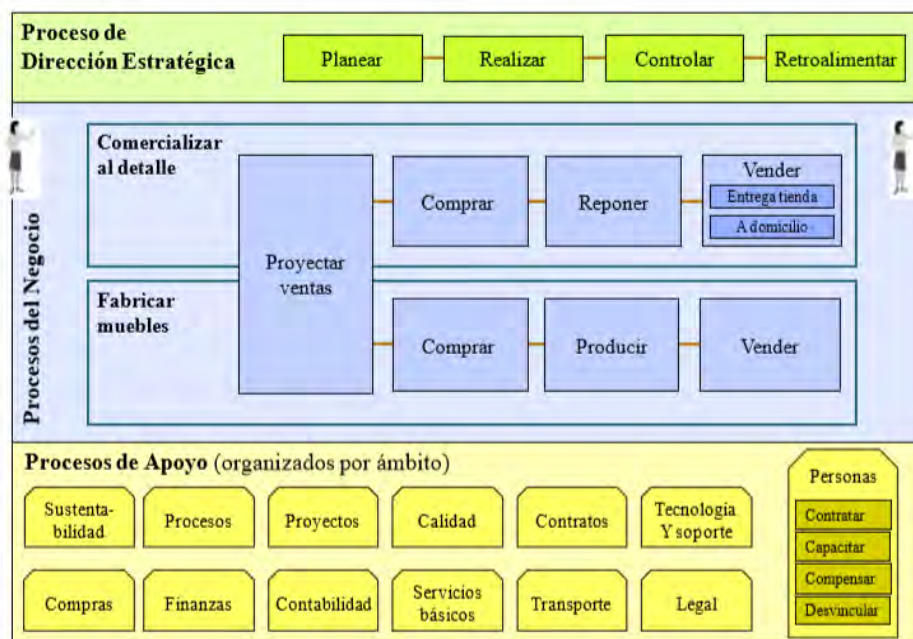 Proceso de
Dirección Estratégica
Planear
Realizar
Controlar
Retroalimentar
Procesos del Negocio
Comercializar
al detalle
Proyectar
ventas
Comprar
Reponer
Vender
Entrega tienda
A domicilio
Fabricar
muebles
Comprar
Producir
Vender
Procesos de Apoyo (organizados por ámbito)
Sustenta-
bilidad
Procesos
Proyectos
Calidad
Contratos
Tecnología
Y soporte
Compras
Finanzas
Contabilidad
Servicios
básicos
Transporte
Legal
Personas
Contratar
Capacitar
Compensar
Desvincular